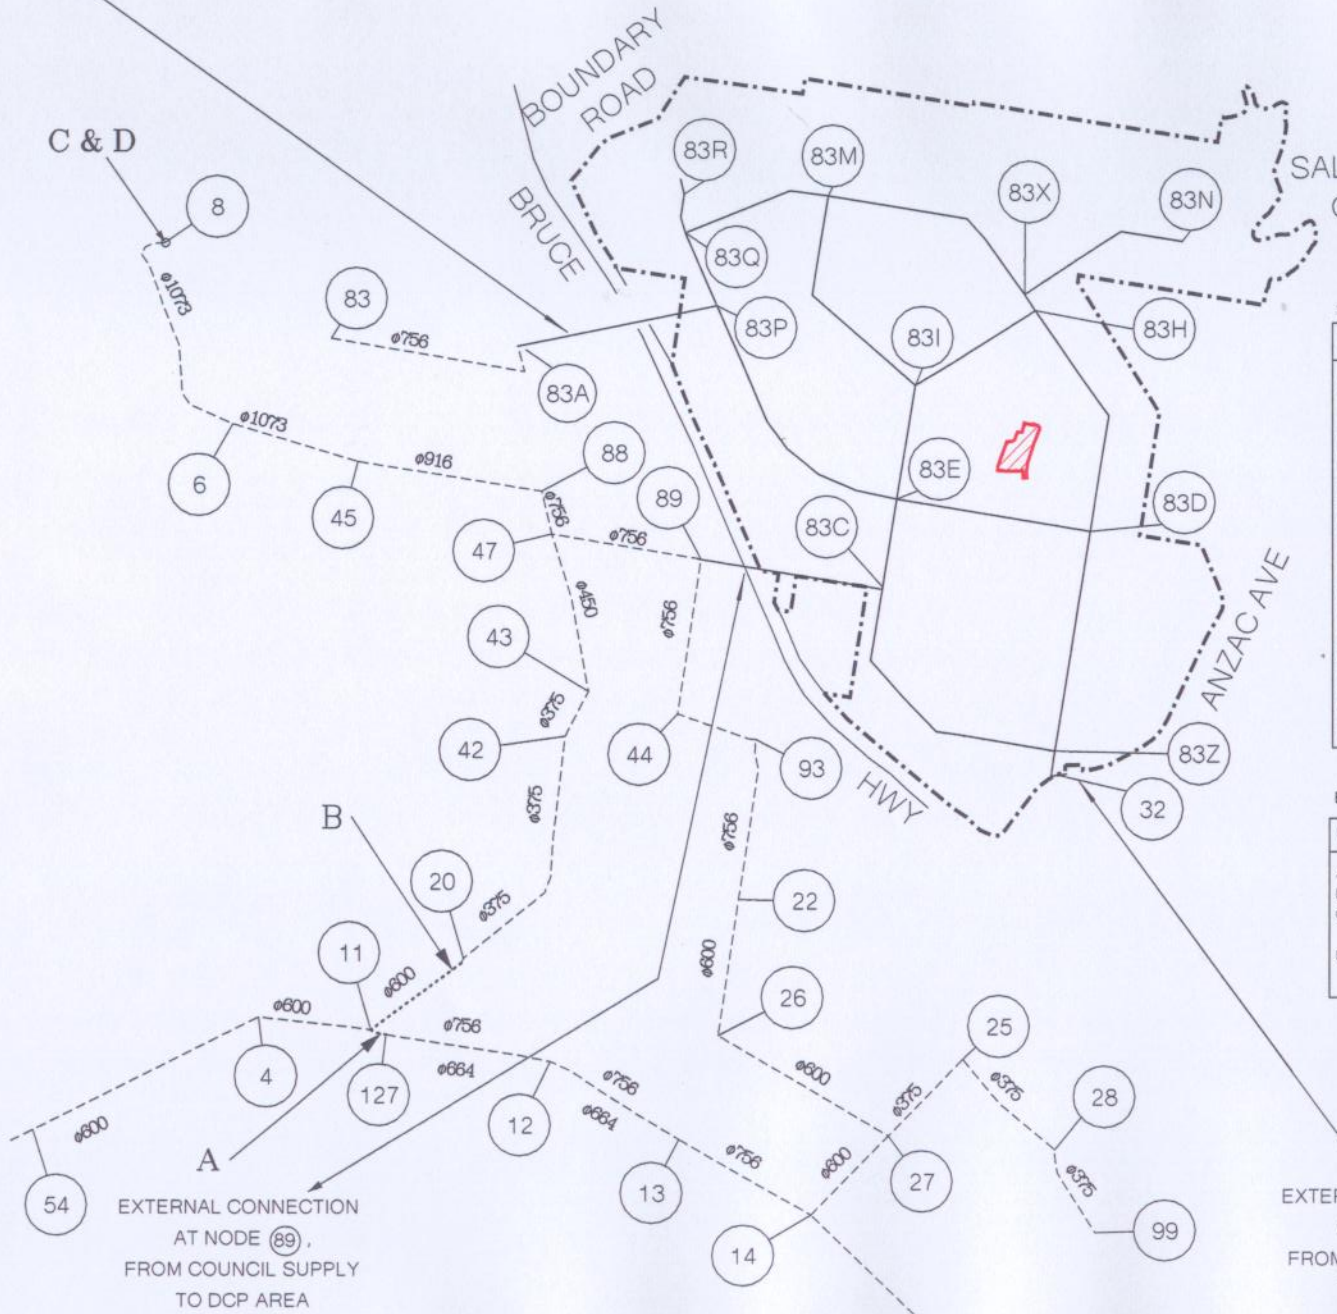 BOUNDARY
ROAD
C & D
83R
83M
83X
83N
SAL
8
BRUCE
83Q
ø1073
83
83P
83I
83H
ø756
83A
ø1073
88
ø916
83E
6
45
89
ø756
83C
83D
47
ø756
ø450
ø756
43
ANZAC AVE
ø375
42
44
93
83Z
HWY
32
ø375
B
ø756
20
ø375
22
11
ø600
ø600
26
ø600
ø756
25
4
127
ø664
ø756
ø600
ø375
ø375
28
12
ø664
ø600
A
ø756
ø600
ø375
54
13
27
99
14
EXTERNAL CONNECTION
AT NODE 89 ,
FROM COUNCIL SUPPLY
TO DCP AREA
EXTER
FROM